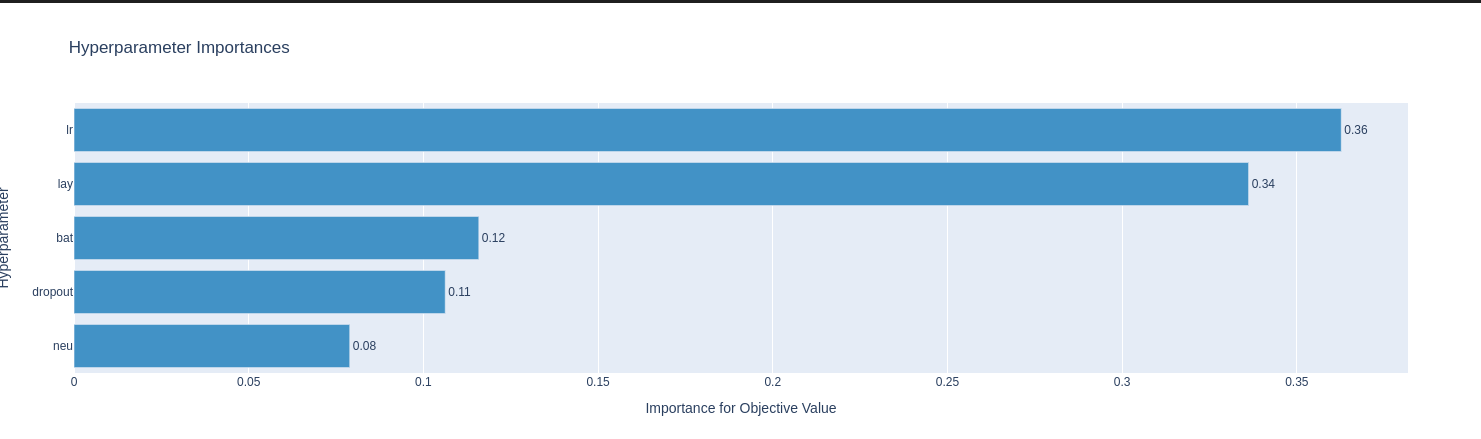 Hyperparameter Importances
Hyperparameter
lr
0.36
lay
0.34
bat
0.12
dropout
0.11
neu
0.08
0 0.05 0.1 0.15 0.2 0.25 0.3 0.35
Importance for Objective Value